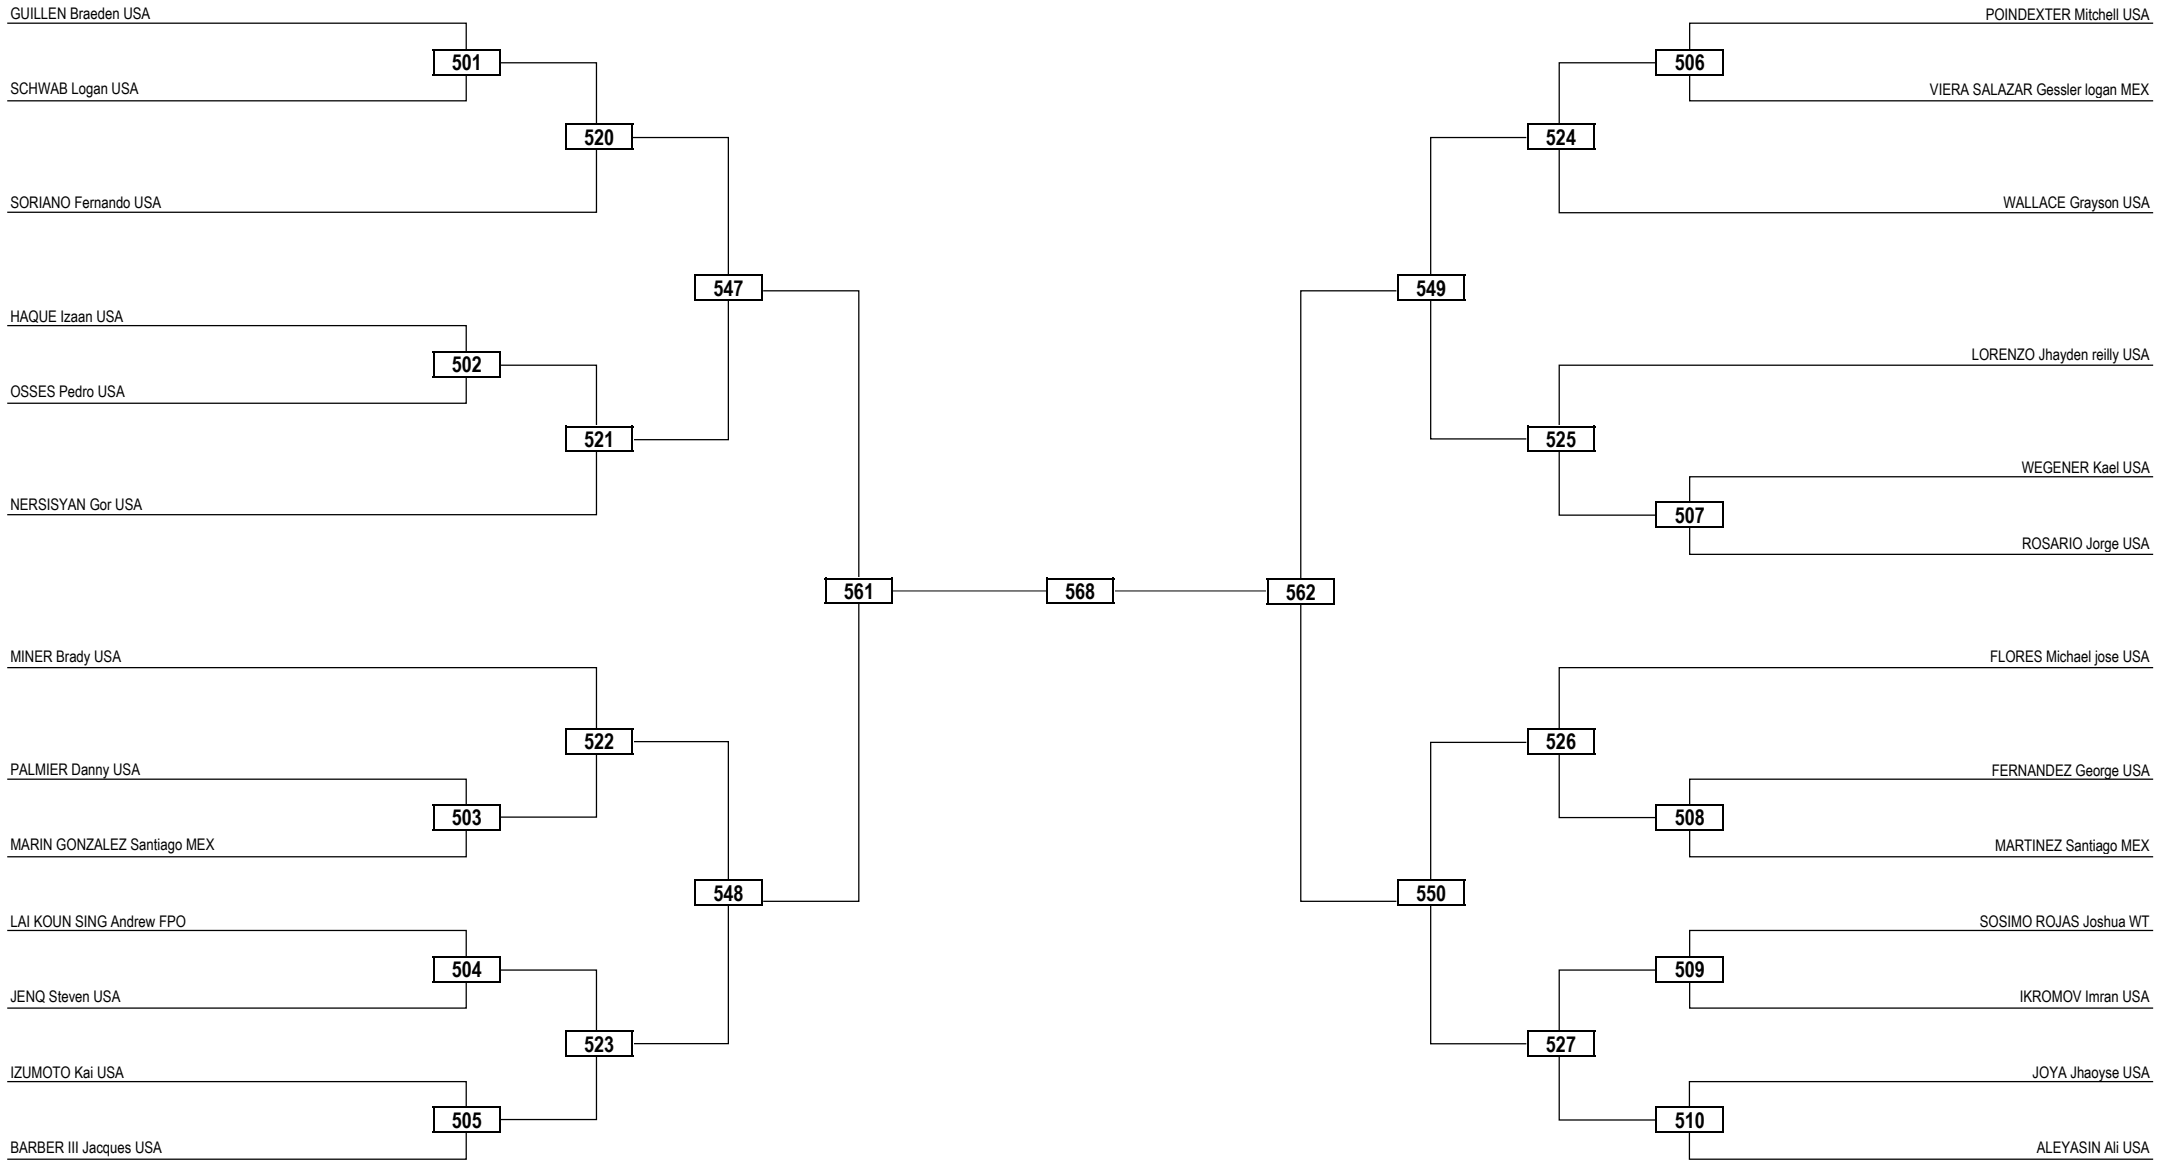 GUILLEN Braeden USA
501
SCHWAB Logan USA
520
SORIANO Fernando USA
547
HAQUE Izaan USA
502
OSSES Pedro USA
521
NERSISYAN Gor USA
561
MINER Brady USA
522
PALMIER Danny USA
503
MARIN GONZALEZ Santiago MEX
548
LAI KOUN SING Andrew FPO
504
JENQ Steven USA
523
IZUMOTO Kai USA
505
BARBER III Jacques USA
568
POINDEXTER Mitchell USA
506
VIERA SALAZAR Gessler logan MEX
524
WALLACE Grayson USA
549
LORENZO Jhayden reilly USA
525
WEGENER Kael USA
507
ROSARIO Jorge USA
562
FLORES Michael jose USA
526
FERNANDEZ George USA
508
MARTINEZ Santiago MEX
550
SOSIMO ROJAS Joshua WT
509
IKROMOV Imran USA
527
JOYA Jhaoyse USA
510
ALEYASIN Ali USA